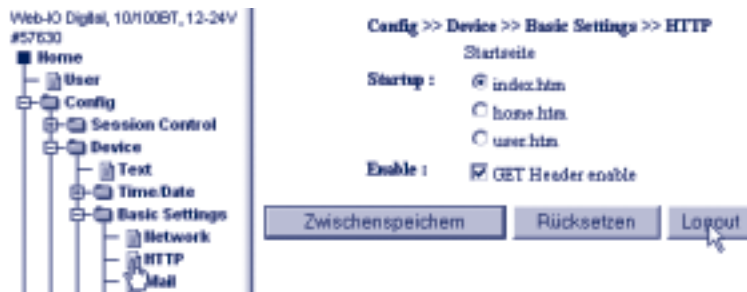 Web-IO Digital, 10/100BT, 12-24V
#57630
Home
User
Config
Session Control
Device
Text
Time/Date
Basic Settings
Network
HTTP
Mail
Config >> Device >> Basic Settings >> HTTP
Startseite
Startup :
index.htm
home.htm
user.htm
Enable :
GET Header enable
Zwischenspeichern
Rücksetzen
Logout